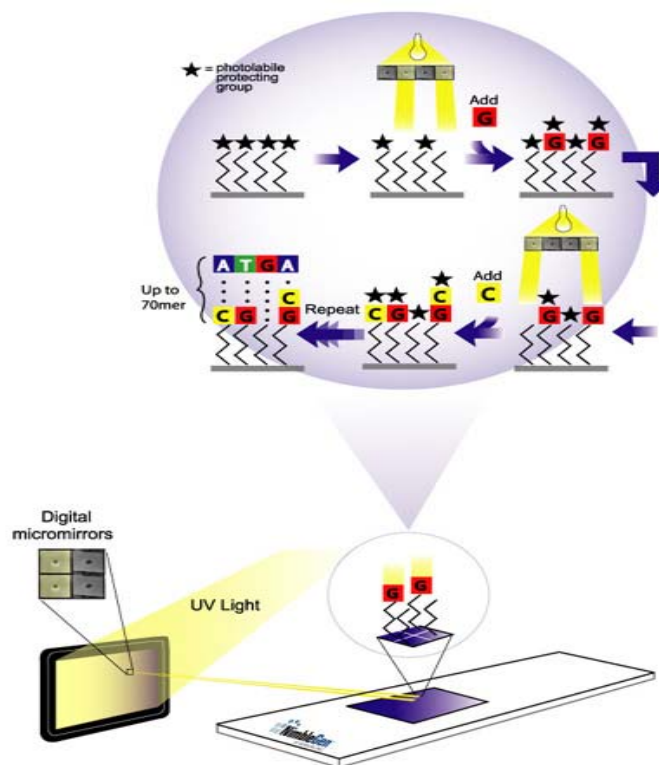 ★ = photolabile
protecting
group
Add
G
G G
A T G A
Up to
70mer
C
C G G
Repeat
C
C G G
Add
C
G G
Digital
micromirrors
UV Light
G G
NimbleGen